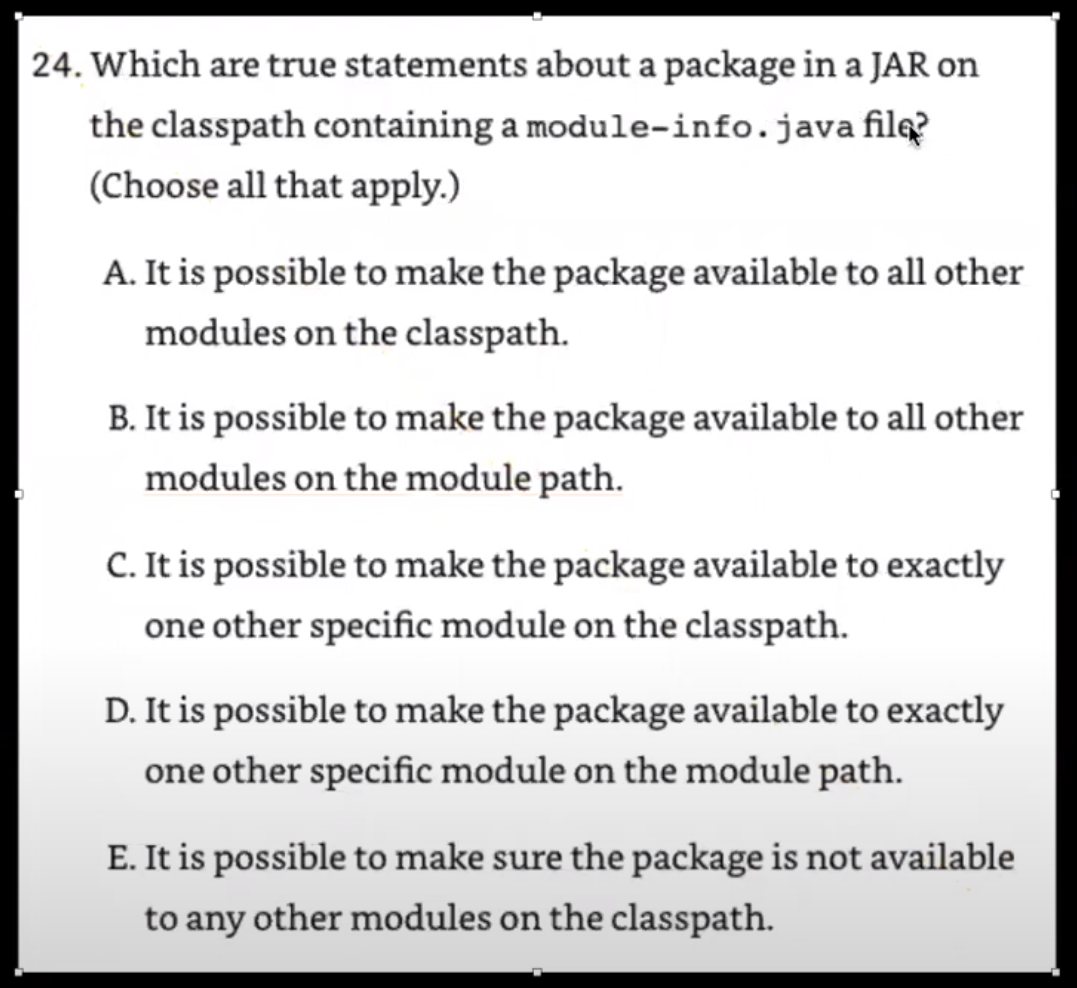 24. Which are true statements about a package in a JAR on
the classpath containing a module-info.java file?
(Choose all that apply.)
A. It is possible to make the package available to all other
modules on the classpath.
B. It is possible to make the package available to all other
modules on the module path.
C. It is possible to make the package available to exactly
one other specific module on the classpath.
D. It is possible to make the package available to exactly
one other specific module on the module path.
E. It is possible to make sure the package is not available
to any other modules on the classpath.